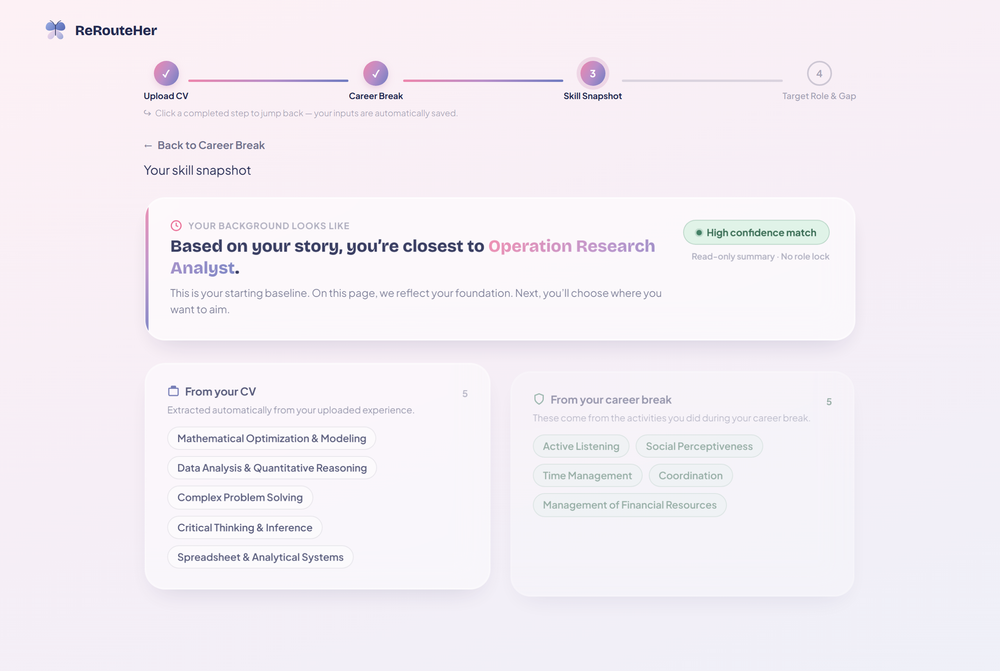 ReRouteHer
✓
✓
3
4
Upload CV
Career Break
Skill Snapshot
Target Role & Gap
↪ Click a completed step to jump back — your inputs are automatically saved.
← Back to Career Break
Your skill snapshot
YOUR BACKGROUND LOOKS LIKE
Based on your story, you’re closest to Operation Research
Analyst.
This is your starting baseline. On this page, we reflect your foundation. Next, you’ll choose where you
want to aim.
High confidence match
Read-only summary · No role lock
From your CV
5
Extracted automatically from your uploaded experience.
Mathematical Optimization & Modeling
Data Analysis & Quantitative Reasoning
Complex Problem Solving
Critical Thinking & Inference
Spreadsheet & Analytical Systems
From your career break
5
These come from the activities you did during your career break.
Active Listening
Social Perceptiveness
Time Management
Coordination
Management of Financial Resources